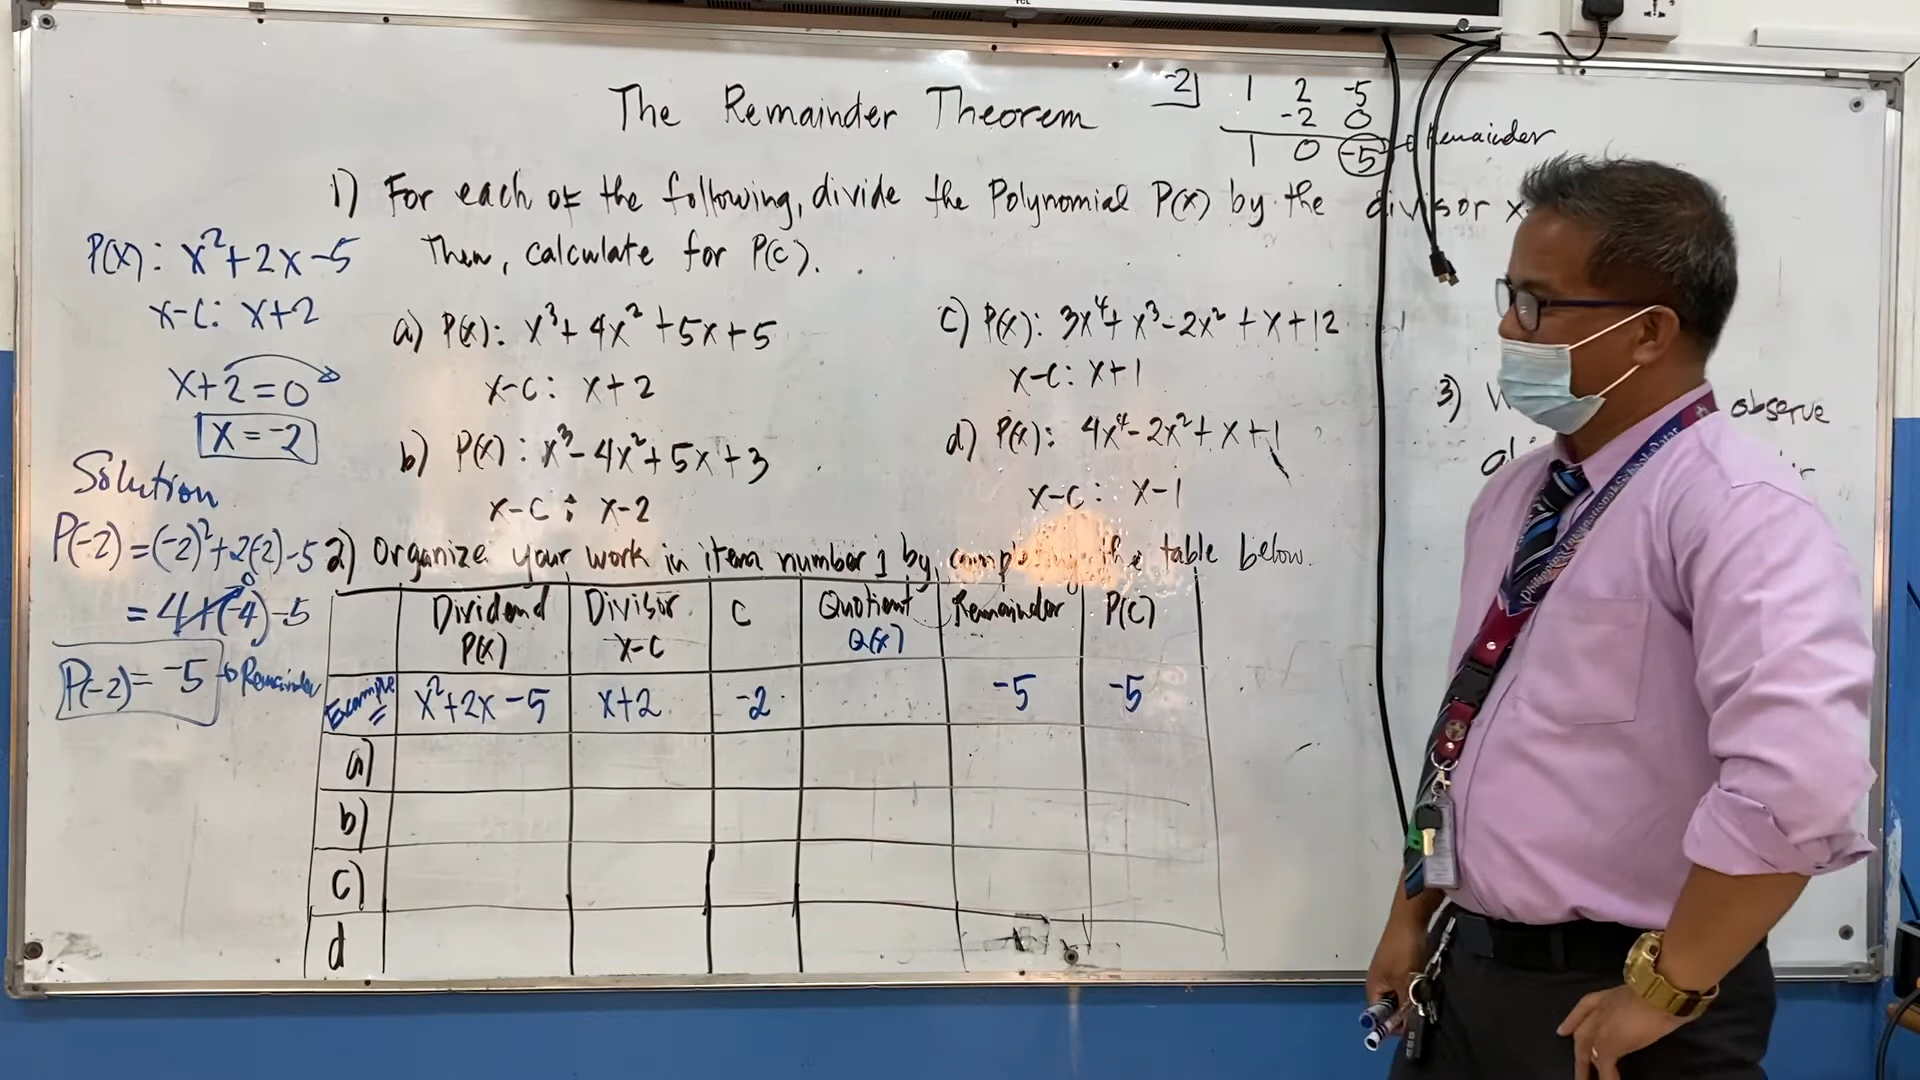 TCL
The Remainder Theorem
-2 1 2 -5
-2 0
1 0 -5 → Remainder
1) For each of the following, divide the Polynomial P(x) by the divisor x
Then, calculate for P(c).
P(x): x²+2x-5
x-c: x+2
x+2=0
x=-2
Solution
P(-2)=(-2)²+2(-2)-5
=4+(-4)-5
0
P(-2)= -5 → Remainder
a) P(x): x³+4x²+5x+5
x-c: x+2
b) P(x): x³-4x²+5x+3
x-c: x-2
c) P(x): 3x⁴+x³-2x²+x+12
x-c: x+1
d) P(x): 4x⁴-2x²+x+1
x-c: x-1
3) observe
2) Organize your work in item number 1 by completing the table below.
Dividend P(x) Divisor x-c C Quotient Q(x) Remainder P(C)
Example x²+2x-5 x+2 -2 -5 -5
a)
b)
c)
d